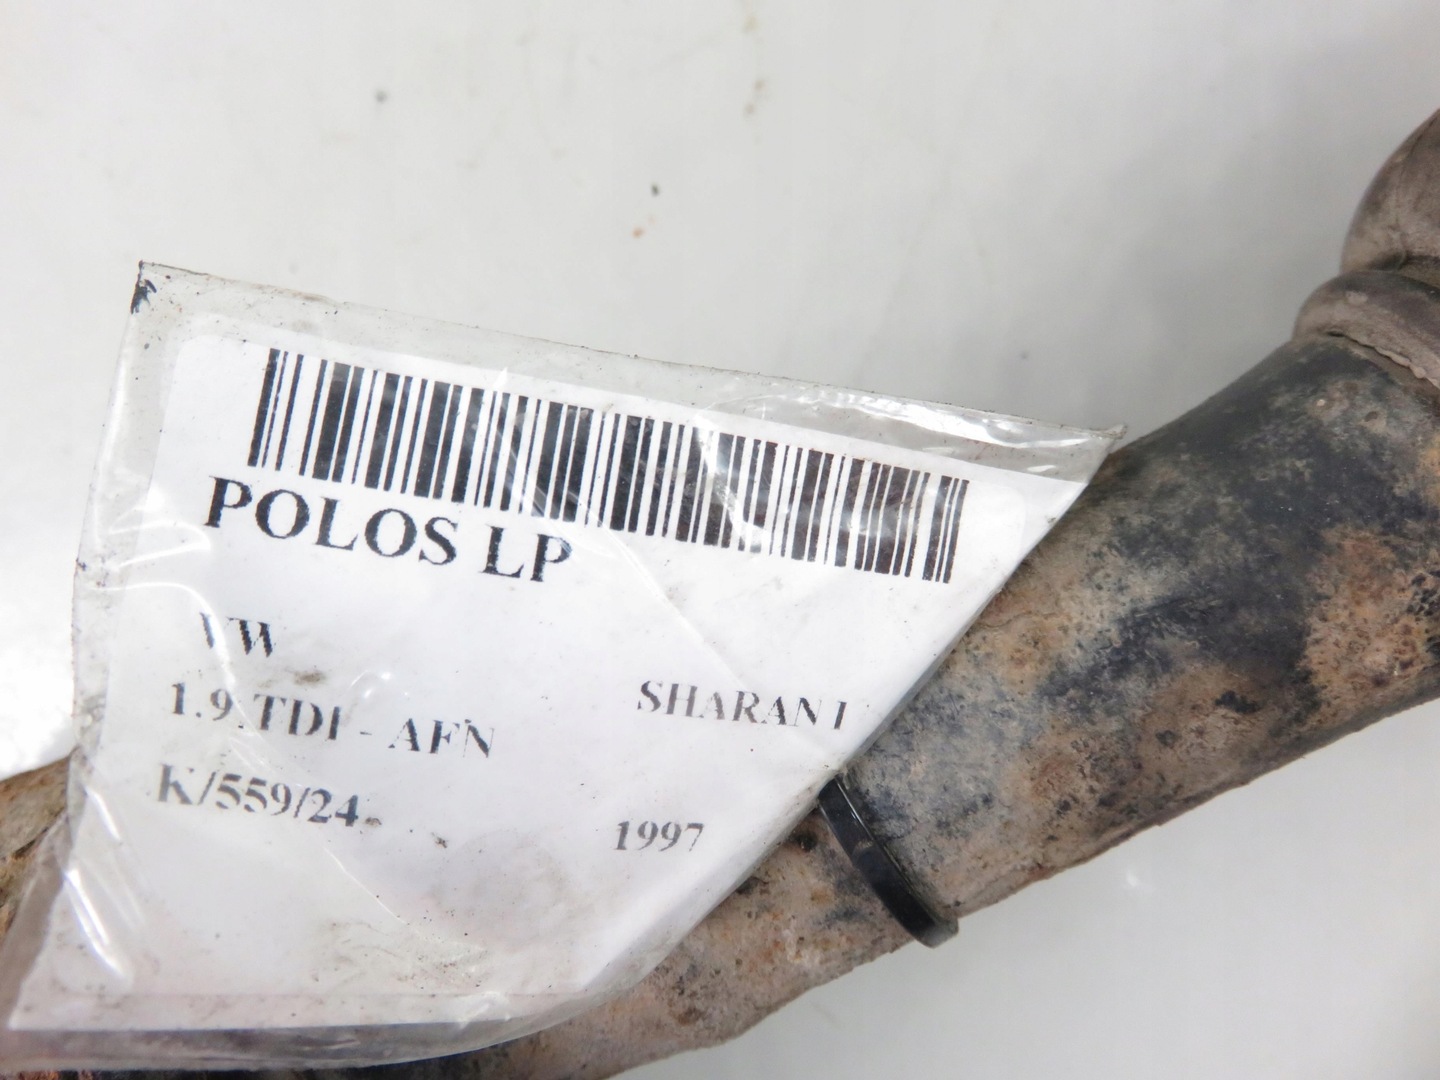 POLOS LP
VW
1.9 TDI - AFN SHARAN I
K/559/24 1997